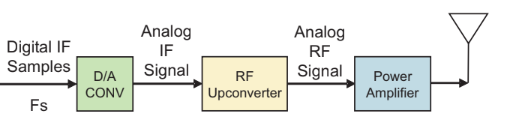 Digital IF
Samples
Fs
D/A
CONV
Analog
IF
Signal
RF
Upconverter
Analog
RF
Signal
Power
Amplifier